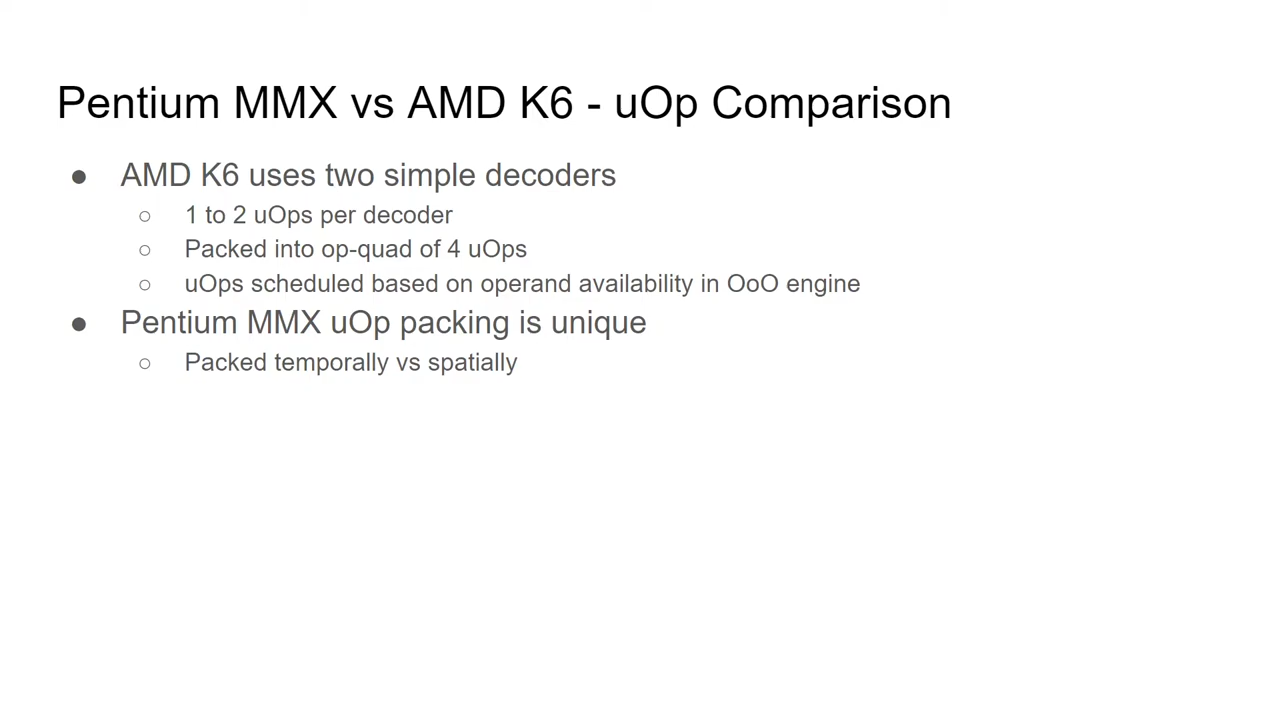 Pentium MMX vs AMD K6 - uOp Comparison
● AMD K6 uses two simple decoders
○ 1 to 2 uOps per decoder
○ Packed into op-quad of 4 uOps
○ uOps scheduled based on operand availability in OoO engine
● Pentium MMX uOp packing is unique
○ Packed temporally vs spatially